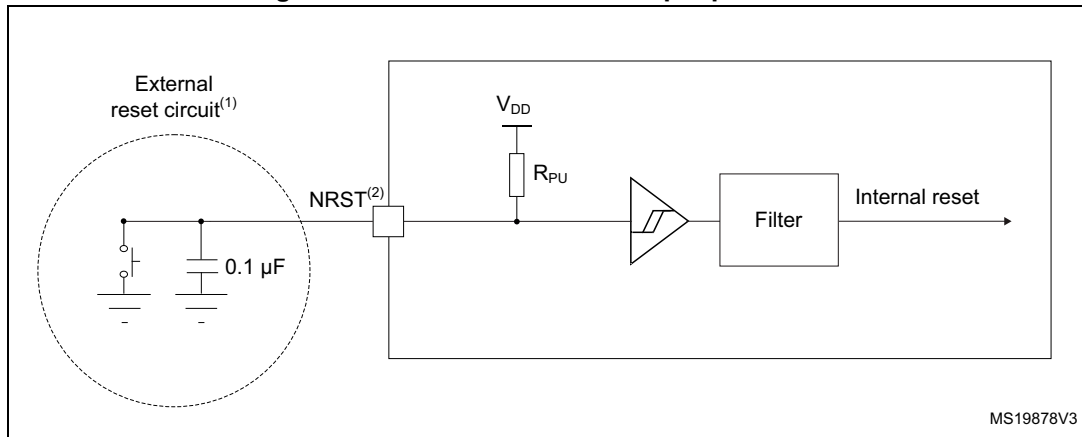 External
reset circuit(1)
VDD
RPU
NRST(2)
Filter
Internal reset
0.1 µF
MS19878V3